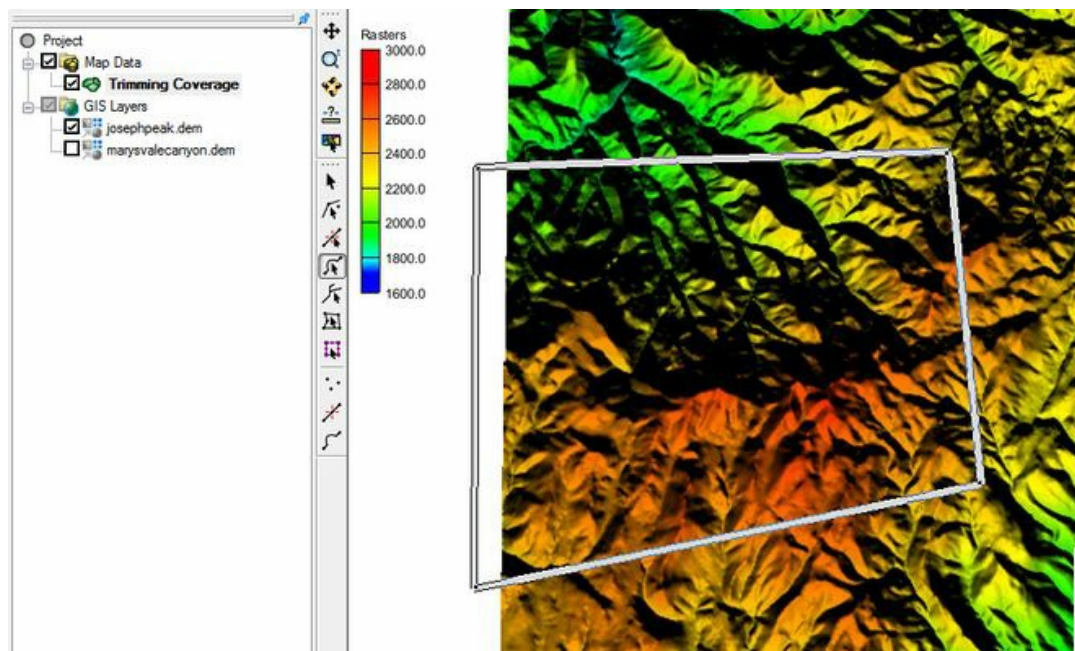 Project
Map Data
Trimming Coverage
GIS Layers
josephpeak.dem
marysvalecanyon.dem
-?-
Rasters
3000.0
2800.0
2600.0
2400.0
2200.0
2000.0
1800.0
1600.0